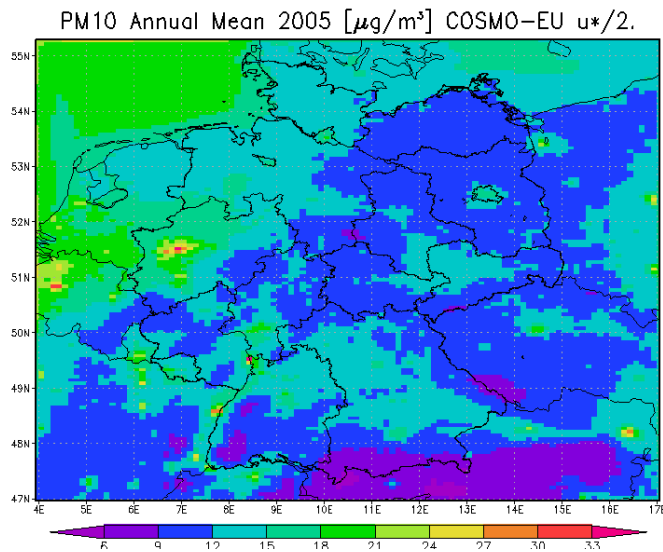 PM10 Annual Mean 2005 [μg/m³] COSMO-EU u*/2.
55N
54N
53N
52N
51N
50N
49N
48N
47N
4E 5E 6E 7E 8E 9E 10E 11E 12E 13E 14E 15E 16E 17E
6 9 12 15 18 21 24 27 30 33